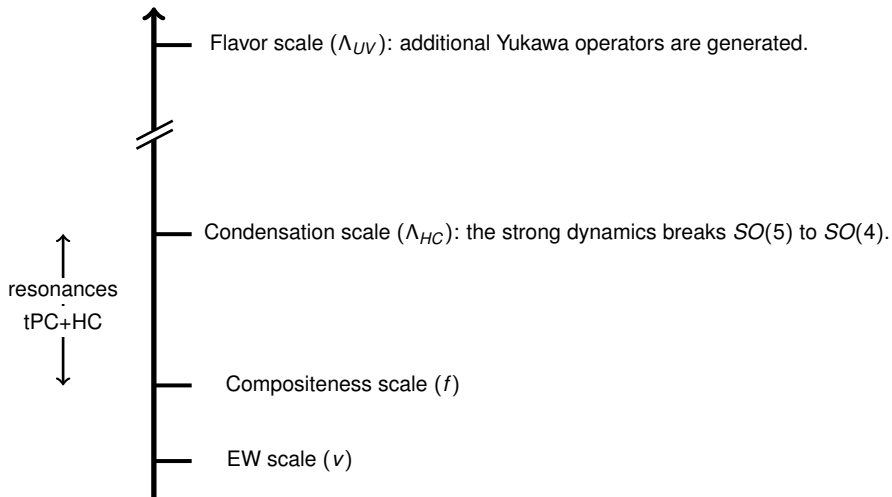 Flavor scale (Λ_UV): additional Yukawa operators are generated.
Condensation scale (Λ_HC): the strong dynamics breaks SO(5) to SO(4).
resonances
tPC+HC
Compositeness scale (f)
EW scale (v)